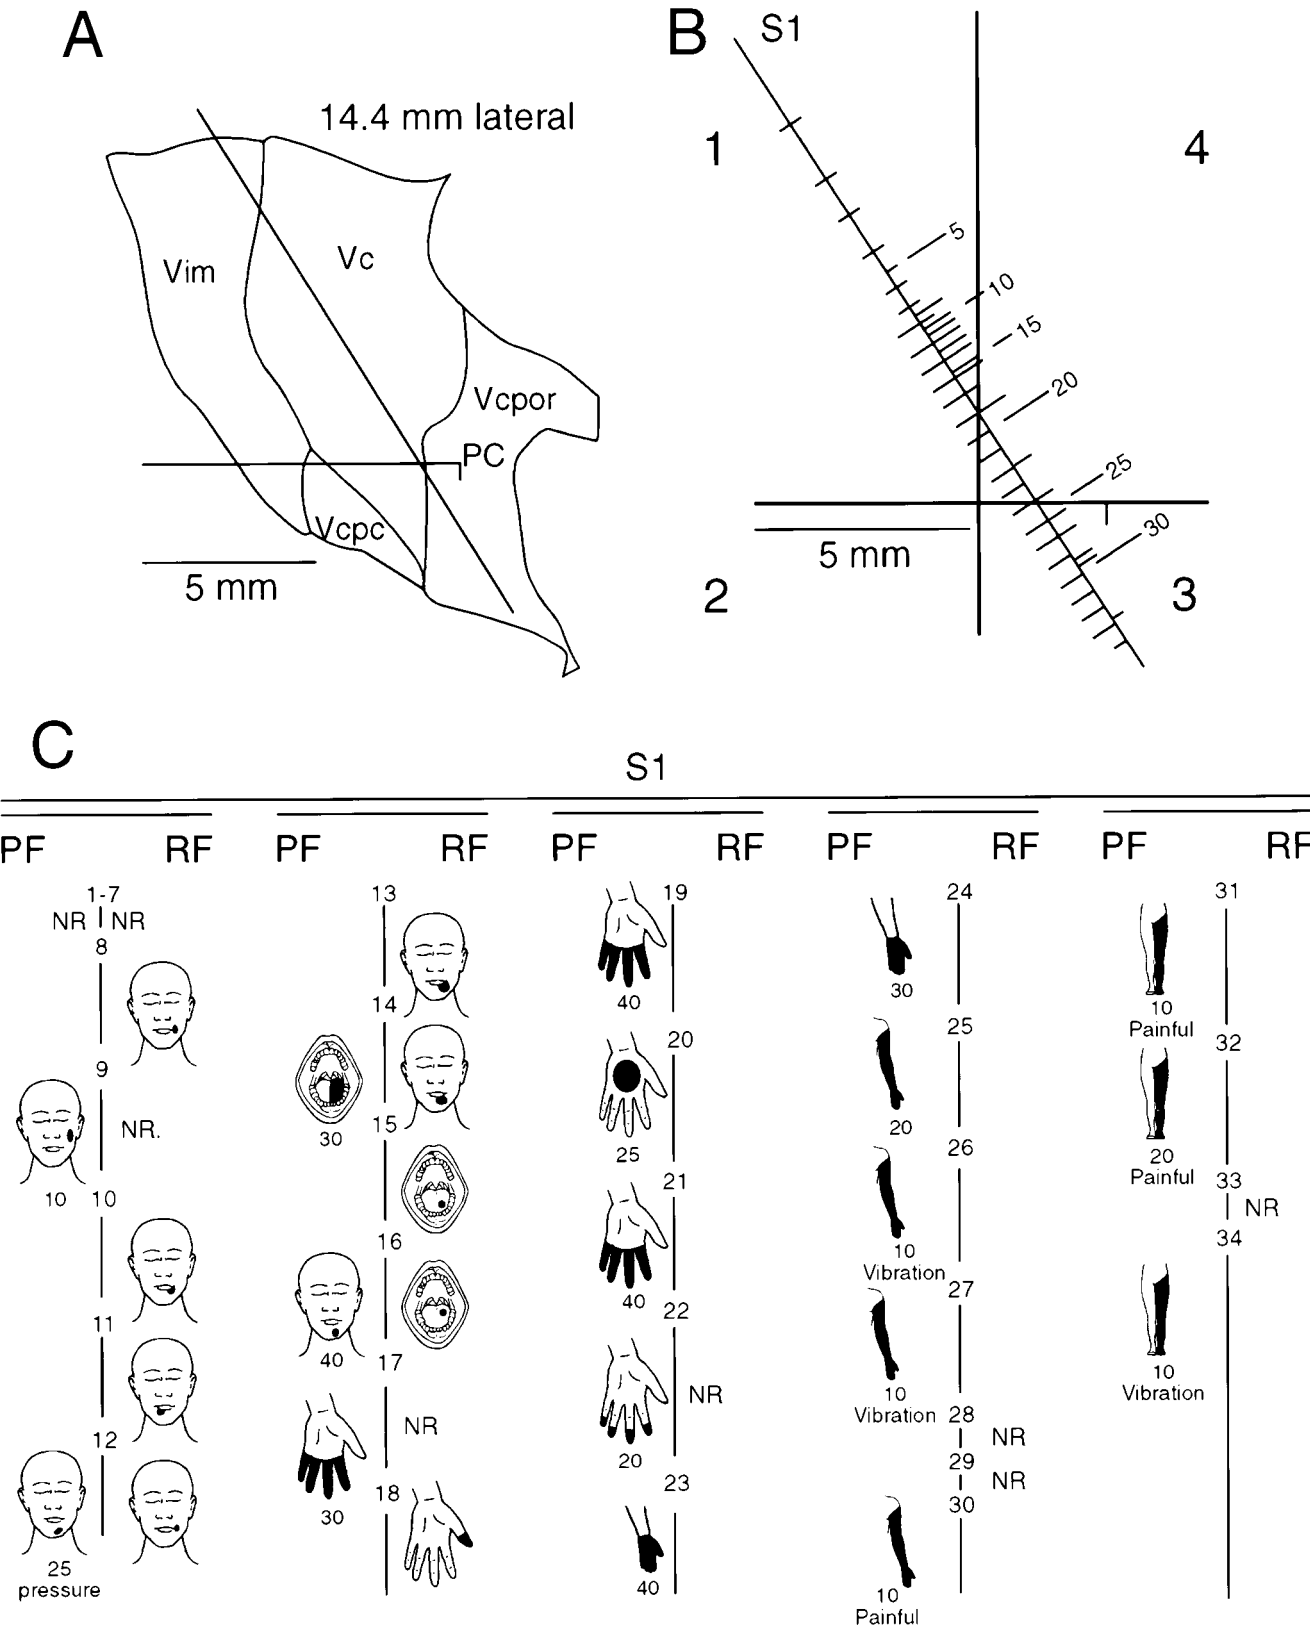 A
14.4 mm lateral
Vim
Vc
Vcpor
PC
Vcpc
5 mm
B
S1
1
4
5
10
15
20
25
30
5 mm
2
3
C
S1
PF RF PF RF PF RF PF RF PF RF
1-7
NR NR
8
9
NR.
10 10
11
12
25
pressure
13
14
30
15
16
40
17
NR
30
18
19
40
20
25
21
40
22
NR
20
23
40
24
30
25
20
26
10
Vibration
27
10
Vibration
28
NR
29
NR
30
10
Painful
31
10
Painful
32
20
Painful
33
NR
34
10
Vibration